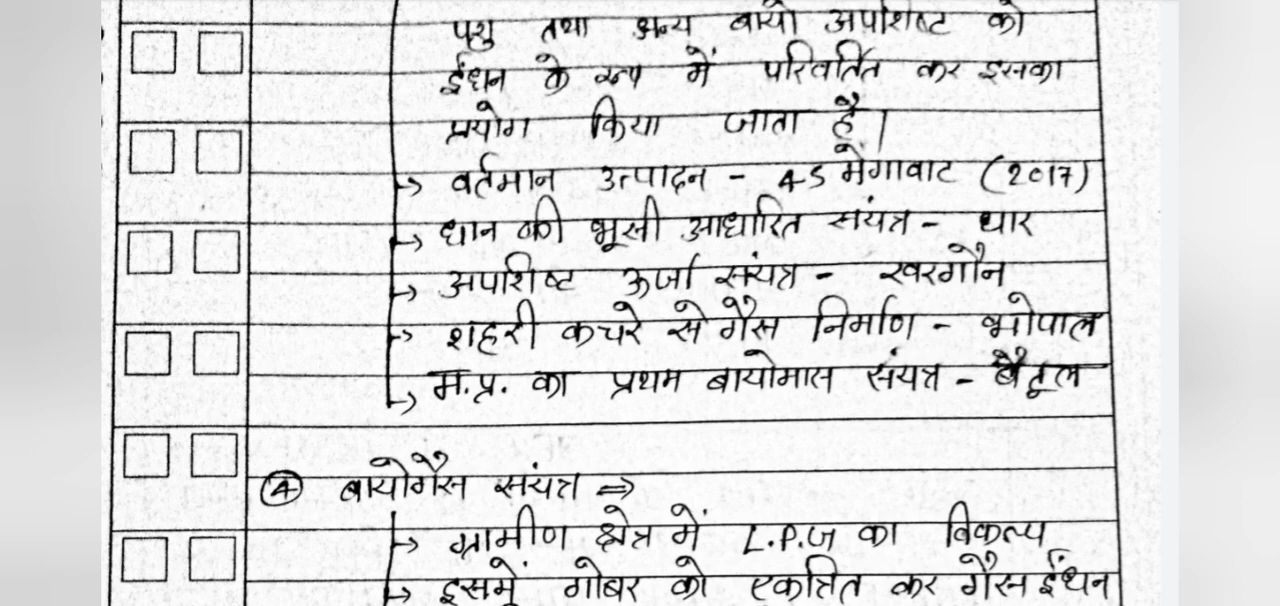 पशु तथा अन्य बायो अपशिष्ट को
ईंधन के रूप में परिवर्तित कर इसका
प्रयोग किया जाता है।
→ वर्तमान उत्पादन - 45 मेगावाट (2017)
→ धान की भूसी आधारित संयंत्र - धार
→ अपशिष्ट ऊर्जा संयंत्र - खरगौन
→ शहरी कचरे से गैस निर्माण - भोपाल
→ म.प्र. का प्रथम बायोमास संयंत्र - बैतूल
④ बायोगैस संयंत्र ⇒
→ ग्रामीण क्षेत्र में L.P.G का विकल्प
→ इसमें गोबर को एकत्रित कर गैस ईंधन